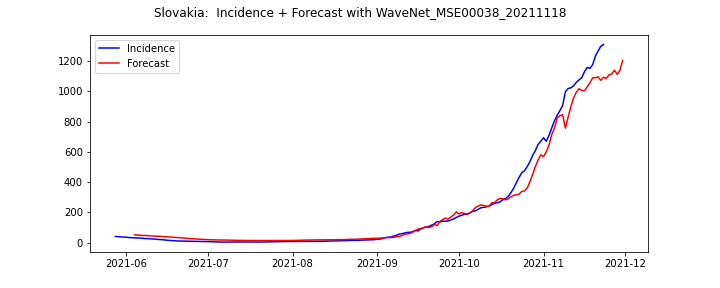 Slovakia:  Incidence + Forecast with WaveNet_MSE00038_20211118
Incidence
Forecast
1200
1000
800
600
400
200
0
2021-06 2021-07 2021-08 2021-09 2021-10 2021-11 2021-12